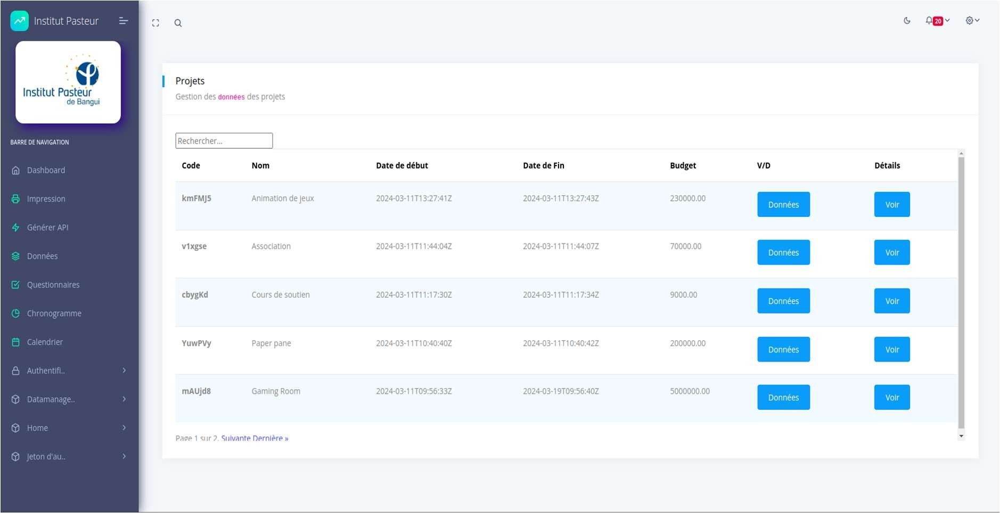 Institut Pasteur
20
Institut Pasteur
de Bangui
BARRE DE NAVIGATION
Dashboard
Impression
Générer API
Données
Questionnaires
Chronogramme
Calendrier
Authentifi..
Datamanage..
Home
Jeton d'au..
Projets
Gestion des données des projets
Rechercher...
Code Nom Date de début Date de Fin Budget V/D Détails
kmFMJ5 Animation de jeux 2024-03-11T13:27:41Z 2024-03-11T13:27:43Z 230000.00 Données Voir
v1xgse Association 2024-03-11T11:44:04Z 2024-03-11T11:44:07Z 70000.00 Données Voir
cbygKd Cours de soutien 2024-03-11T11:17:30Z 2024-03-11T11:17:34Z 9000.00 Données Voir
YuwPVy Paper pane 2024-03-11T10:40:40Z 2024-03-11T10:40:42Z 200000.00 Données Voir
mAUjd8 Gaming Room 2024-03-11T09:56:33Z 2024-03-19T09:56:40Z 5000000.00 Données Voir
Page 1 sur 2. Suivante Dernière »